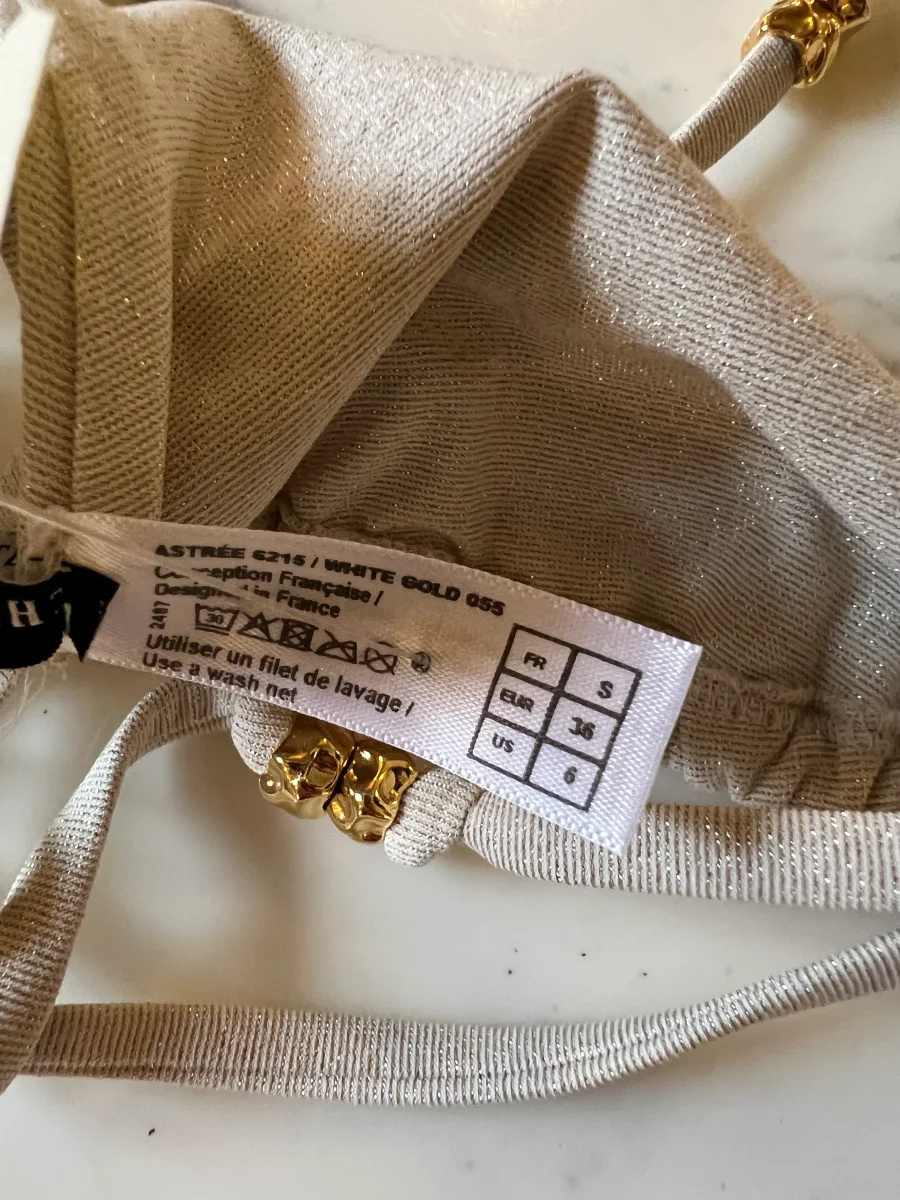 ASTRÉE 6215 / WHITE GOLD 055
Conception Française /
Designed in France
2407
30
Utiliser un filet de lavage /
Use a wash net
FR S
EUR 36
US 6
H